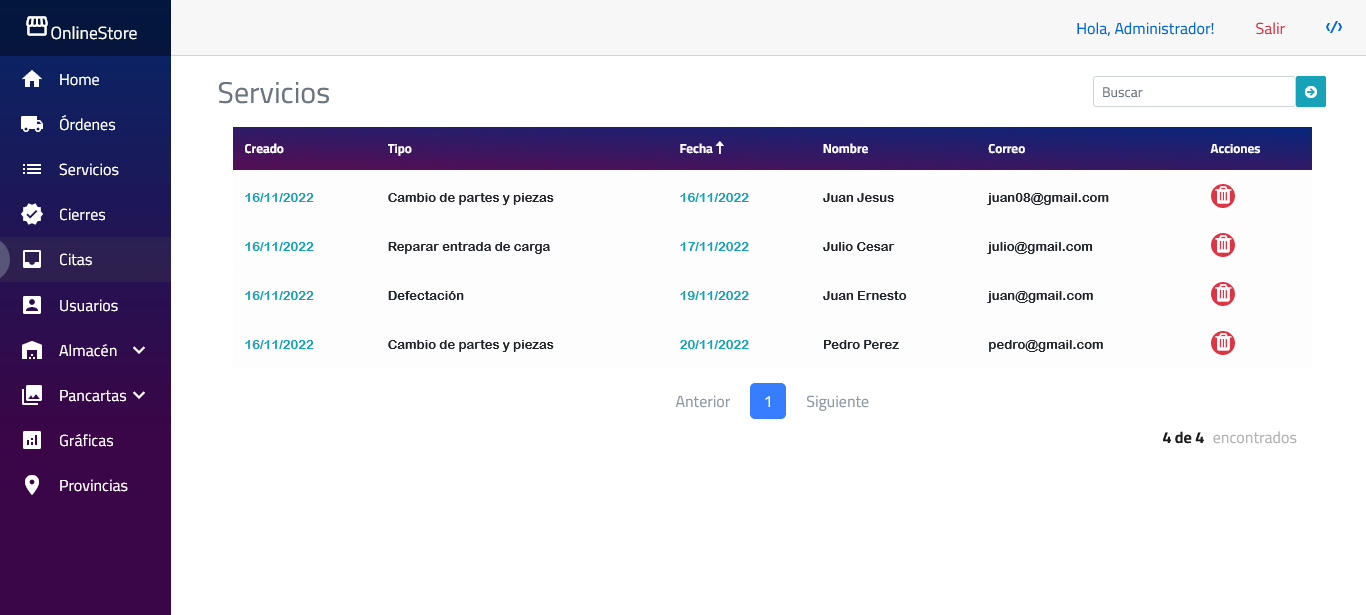 OnlineStore
Hola, Administrador! Salir
Home
Órdenes
Servicios
Cierres
Citas
Usuarios
Almacén
Pancartas
Gráficas
Provincias
Servicios
Buscar
Creado Tipo Fecha Nombre Correo Acciones
16/11/2022 Cambio de partes y piezas 16/11/2022 Juan Jesus juan08@gmail.com
16/11/2022 Reparar entrada de carga 17/11/2022 Julio Cesar julio@gmail.com
16/11/2022 Defectación 19/11/2022 Juan Ernesto juan@gmail.com
16/11/2022 Cambio de partes y piezas 20/11/2022 Pedro Perez pedro@gmail.com
Anterior 1 Siguiente
4 de 4 encontrados